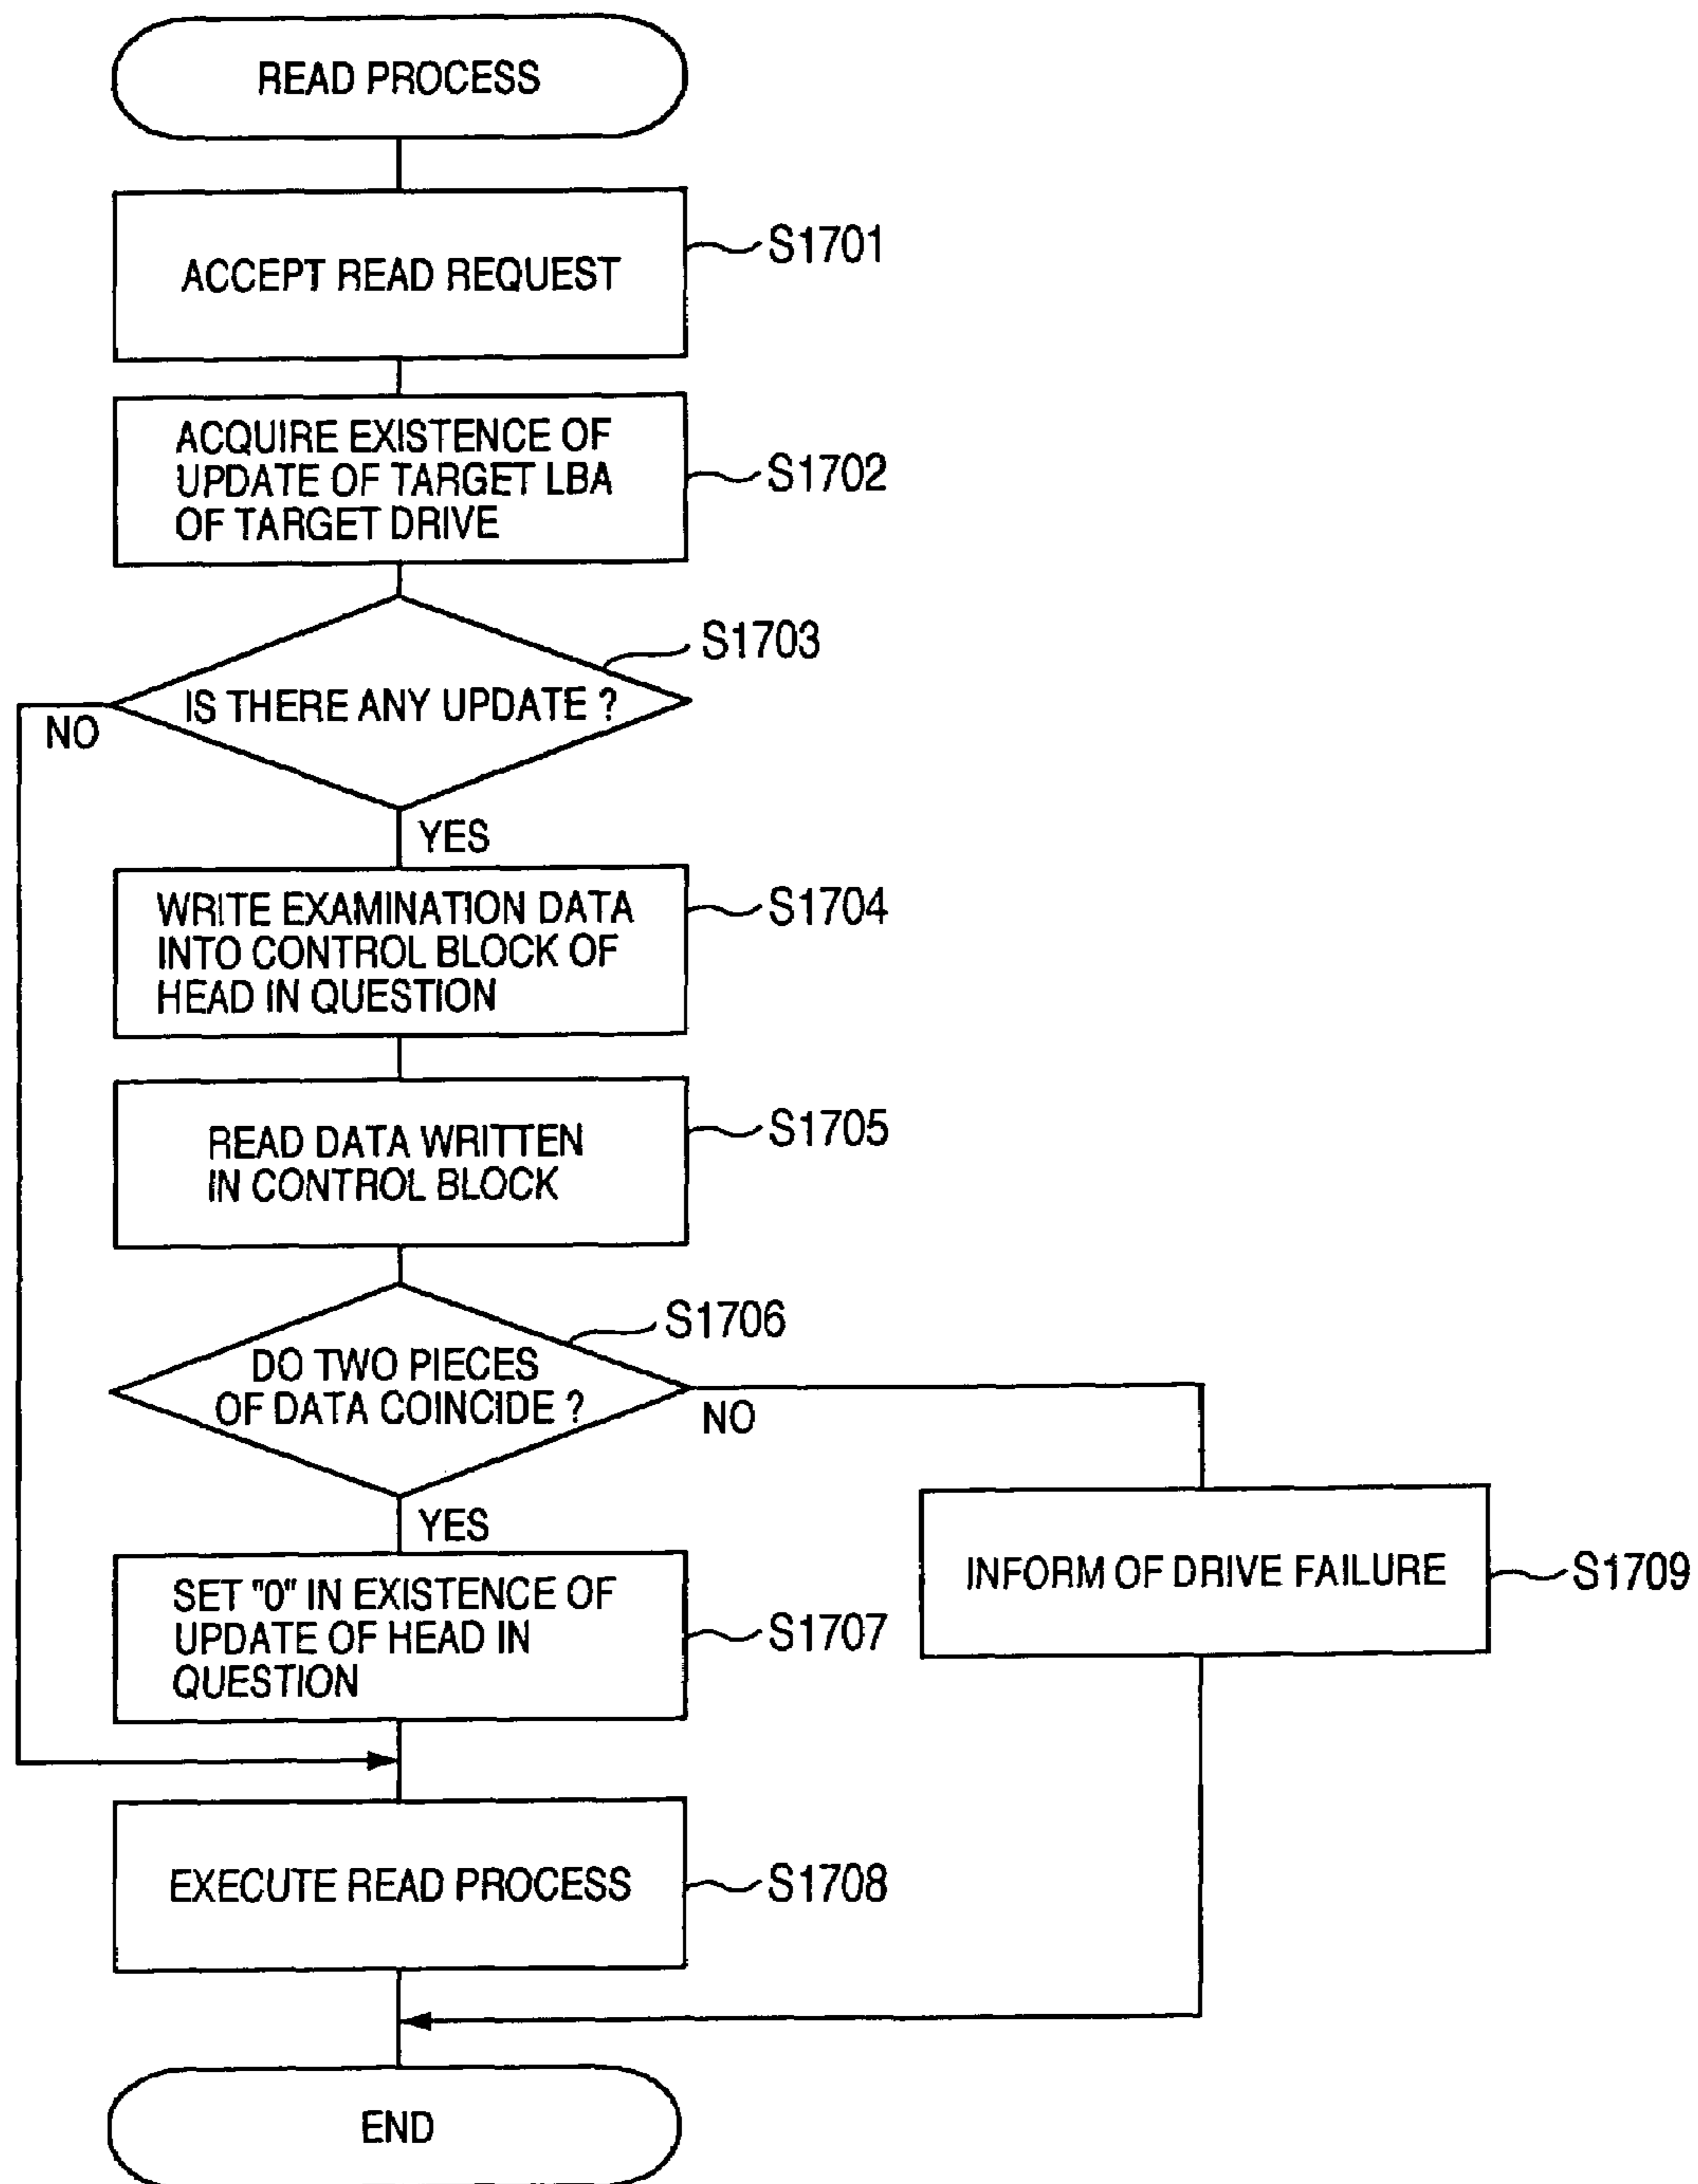 READ PROCESS
ACCEPT READ REQUEST
S1701
ACQUIRE EXISTENCE OF
UPDATE OF TARGET LBA
OF TARGET DRIVE
S1702
S1703
IS THERE ANY UPDATE ?
NO
YES
WRITE EXAMINATION DATA
INTO CONTROL BLOCK OF
HEAD IN QUESTION
S1704
READ DATA WRITTEN
IN CONTROL BLOCK
S1705
S1706
DO TWO PIECES
OF DATA COINCIDE ?
NO
YES
SET "0" IN EXISTENCE OF
UPDATE OF HEAD IN
QUESTION
S1707
INFORM OF DRIVE FAILURE
S1709
EXECUTE READ PROCESS
S1708
END